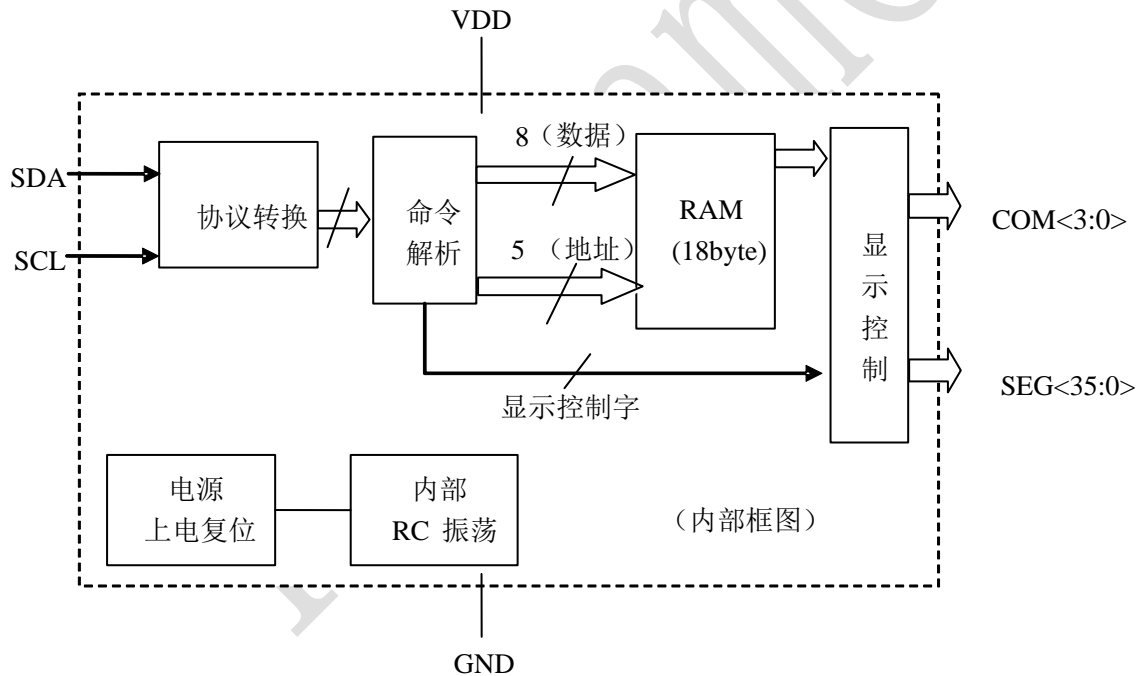 VDD
8（数据）
SDA
SCL
协议转换
命令
解析
5 （地址）
RAM
(18byte)
显
示
控
制
COM<3:0>
SEG<35:0>
显示控制字
电源
上电复位
内部
RC 振荡
（内部框图）
GND